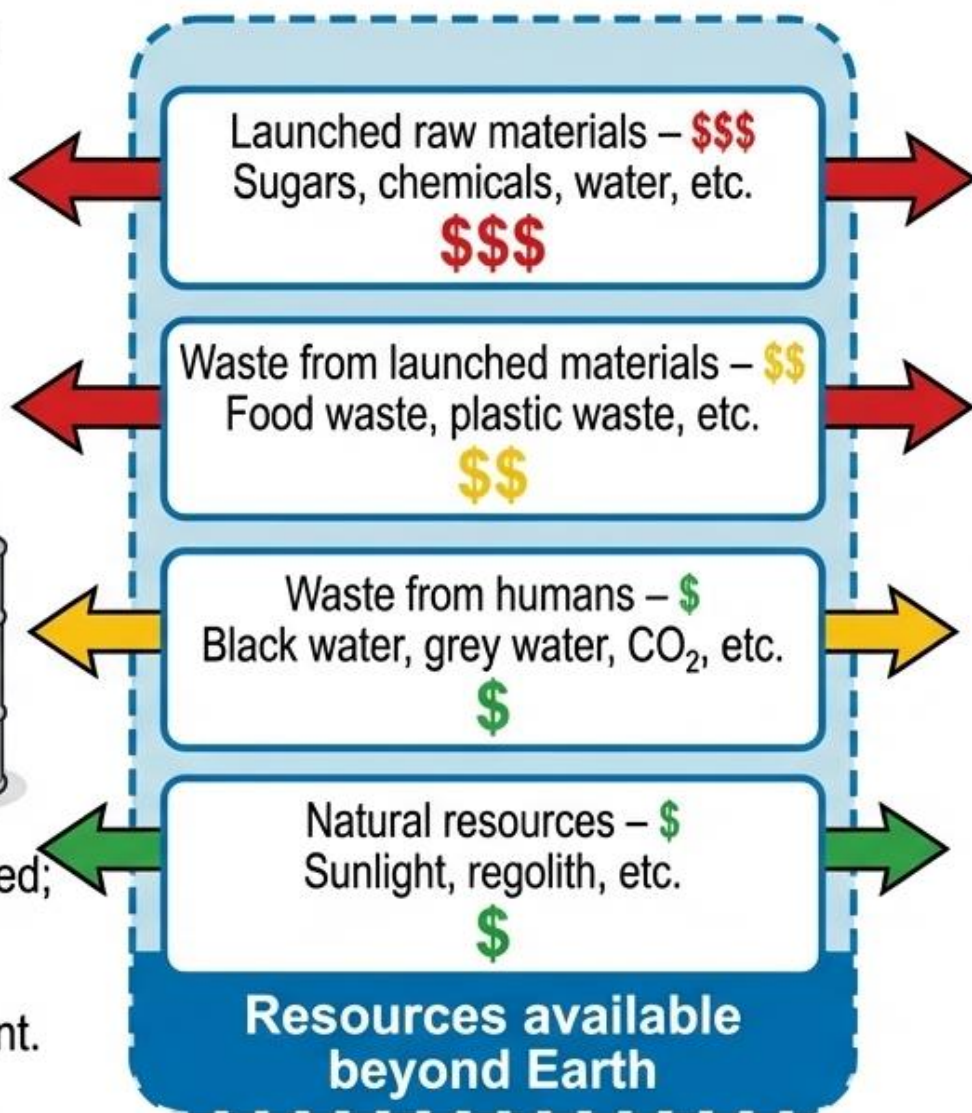 Launched raw materials – $$$
Sugars, chemicals, water, etc.
$$$
Waste from launched materials – $$
Food waste, plastic waste, etc.
$$
Waste from humans – $
Black water, grey water, CO₂, etc.
$
Natural resources – $
Sunlight, regolith, etc.
$
ed;
nt.
Resources available
beyond Earth